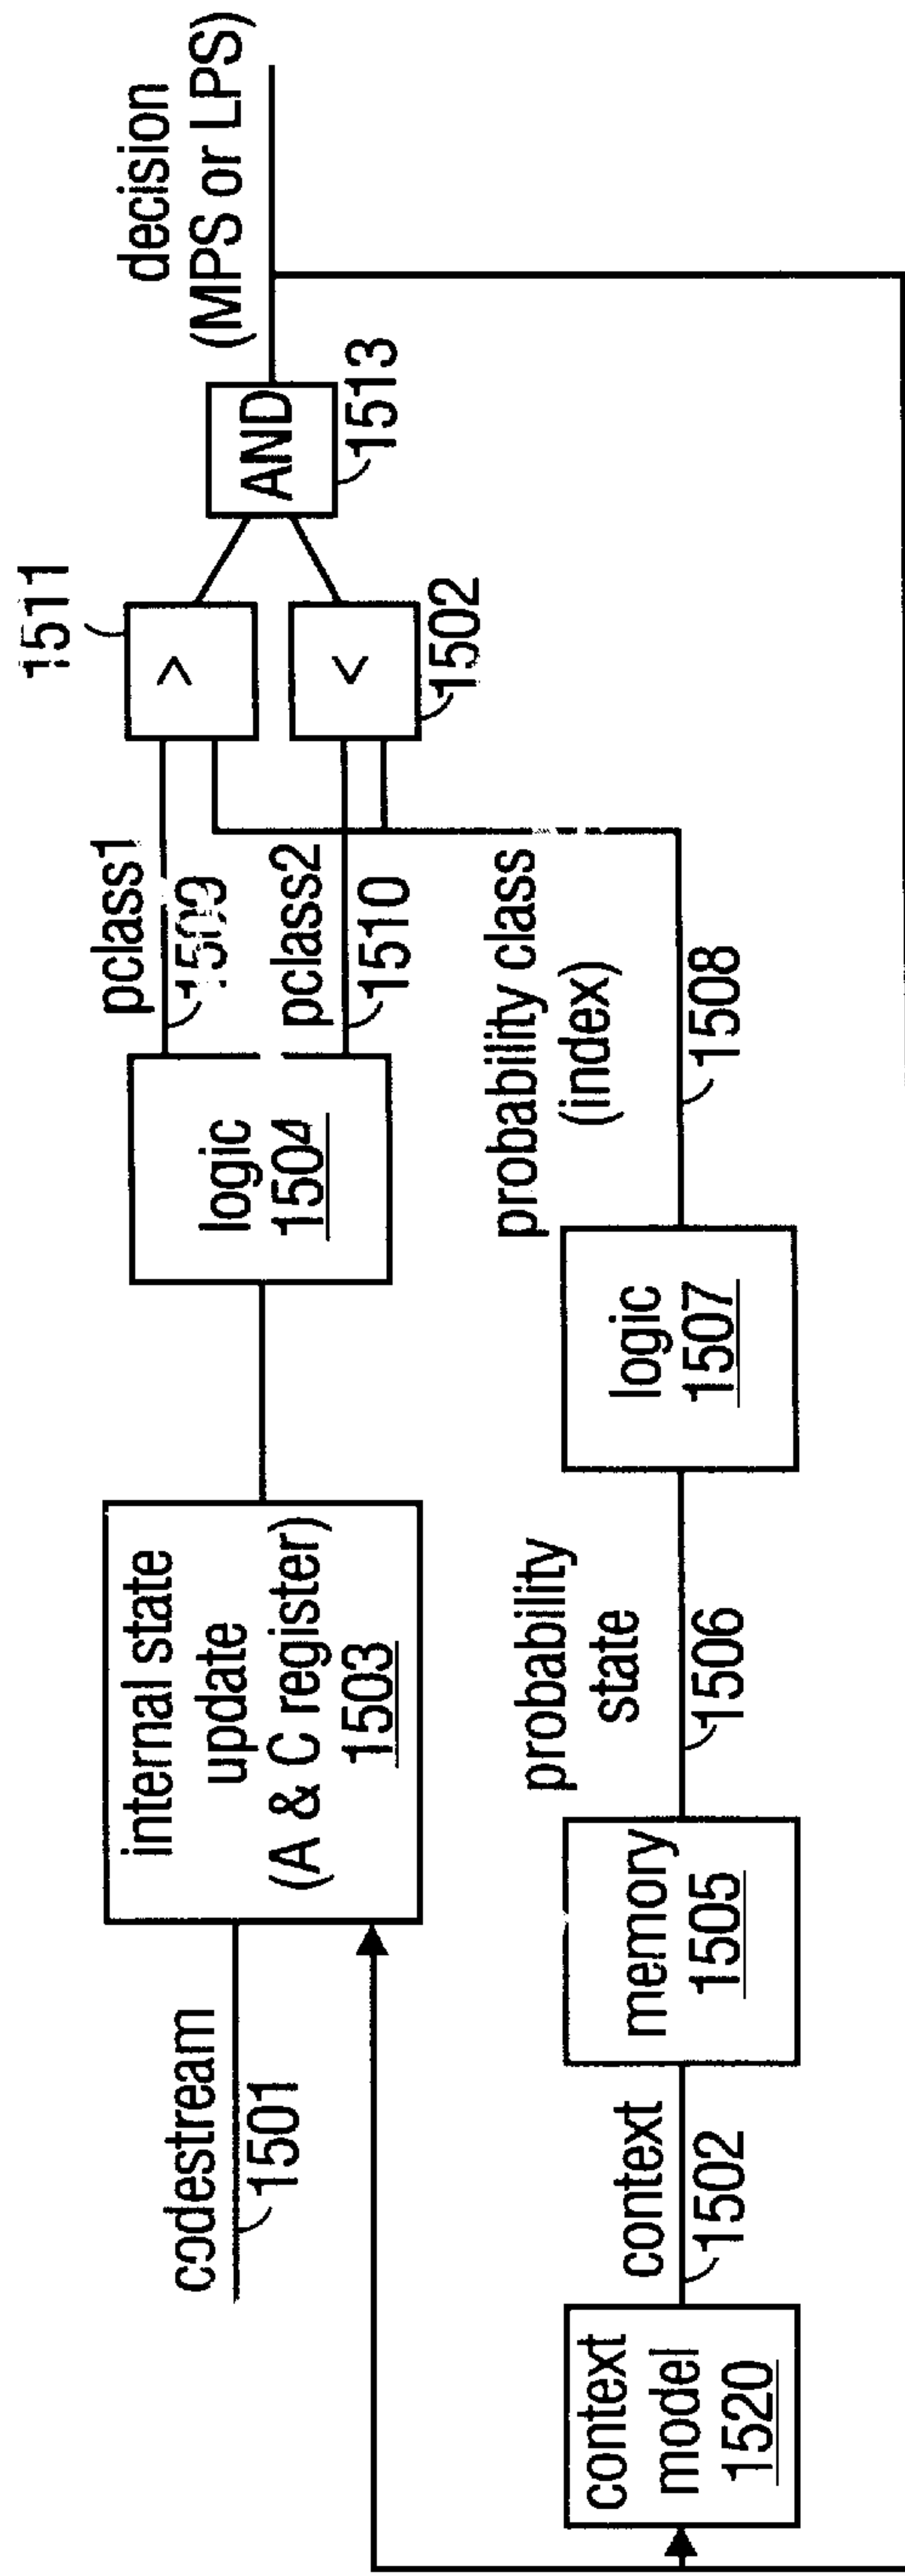 codestream
1501
internal state
update
(A & C register)
1503
logic
1504
pclass1
1509
pclass2
1510
>
1511
<
1502
AND
1513
decision
(MPS or LPS)
context
model
1520
context
1502
memory
1505
probability
state
1506
logic
1507
probability class
(index)
1508